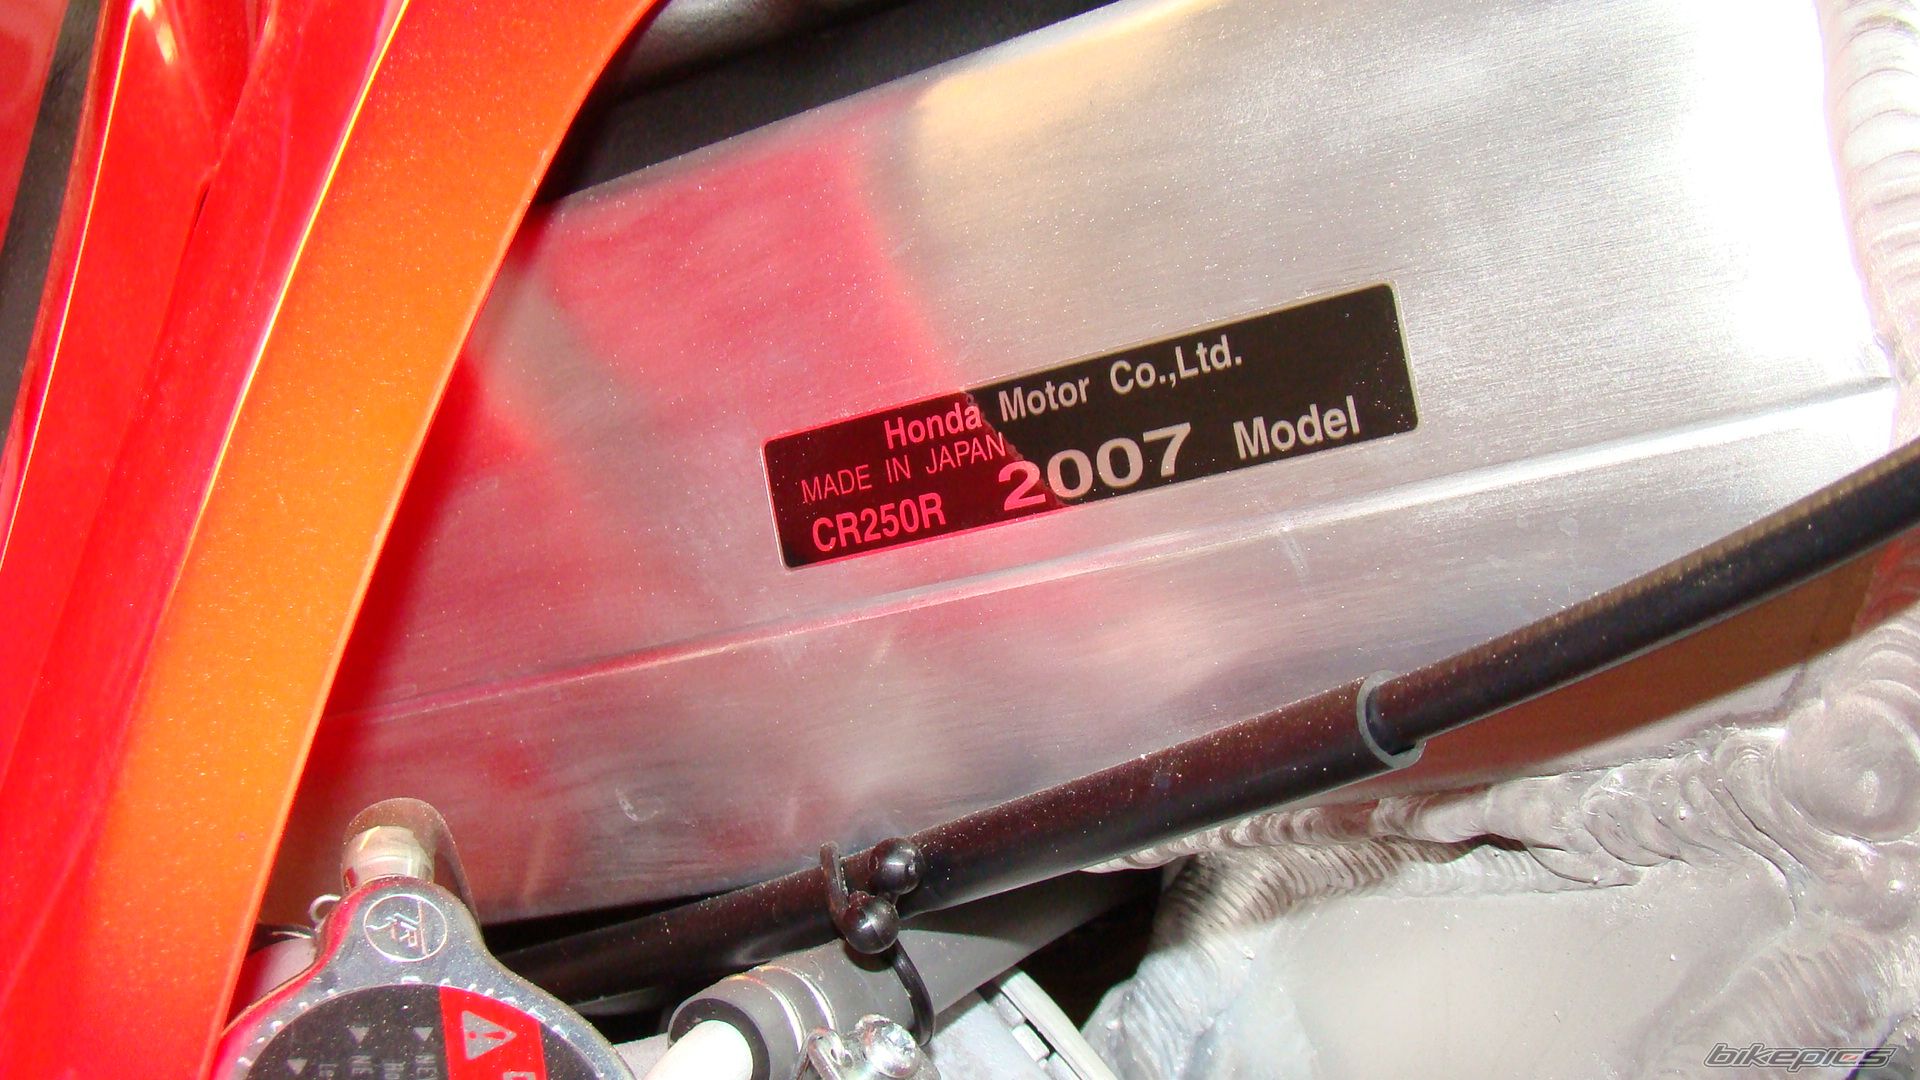 Honda Motor Co.,Ltd.
MADE IN JAPAN
CR250R 2007 Model
bikepics